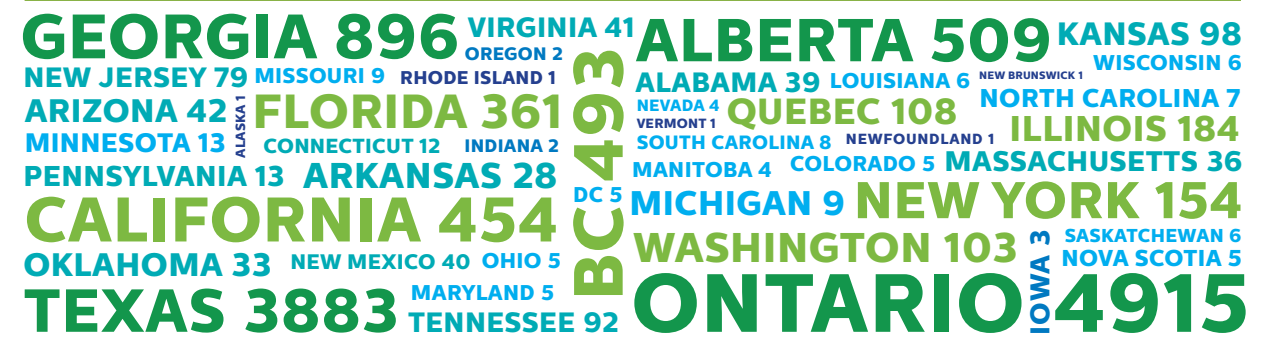 GEORGIA 896
VIRGINIA 41
OREGON 2
NEW JERSEY 79
MISSOURI 9
RHODE ISLAND 1
ARIZONA 42
ALASKA 1
FLORIDA 361
MINNESOTA 13
CONNECTICUT 12
INDIANA 2
PENNSYLVANIA 13
ARKANSAS 28
CALIFORNIA 454
OKLAHOMA 33
NEW MEXICO 40
OHIO 5
TEXAS 3883
MARYLAND 5
TENNESSEE 92
BC 493
DC 5
ALBERTA 509
KANSAS 98
WISCONSIN 6
ALABAMA 39
LOUISIANA 6
NEW BRUNSWICK 1
NEVADA 4
QUEBEC 108
NORTH CAROLINA 7
VERMONT 1
SOUTH CAROLINA 8
NEWFOUNDLAND 1
ILLINOIS 184
MANITOBA 4
COLORADO 5
MASSACHUSETTS 36
MICHIGAN 9
NEW YORK 154
WASHINGTON 103
IOWA 3
SASKATCHEWAN 6
NOVA SCOTIA 5
ONTARIO 4915